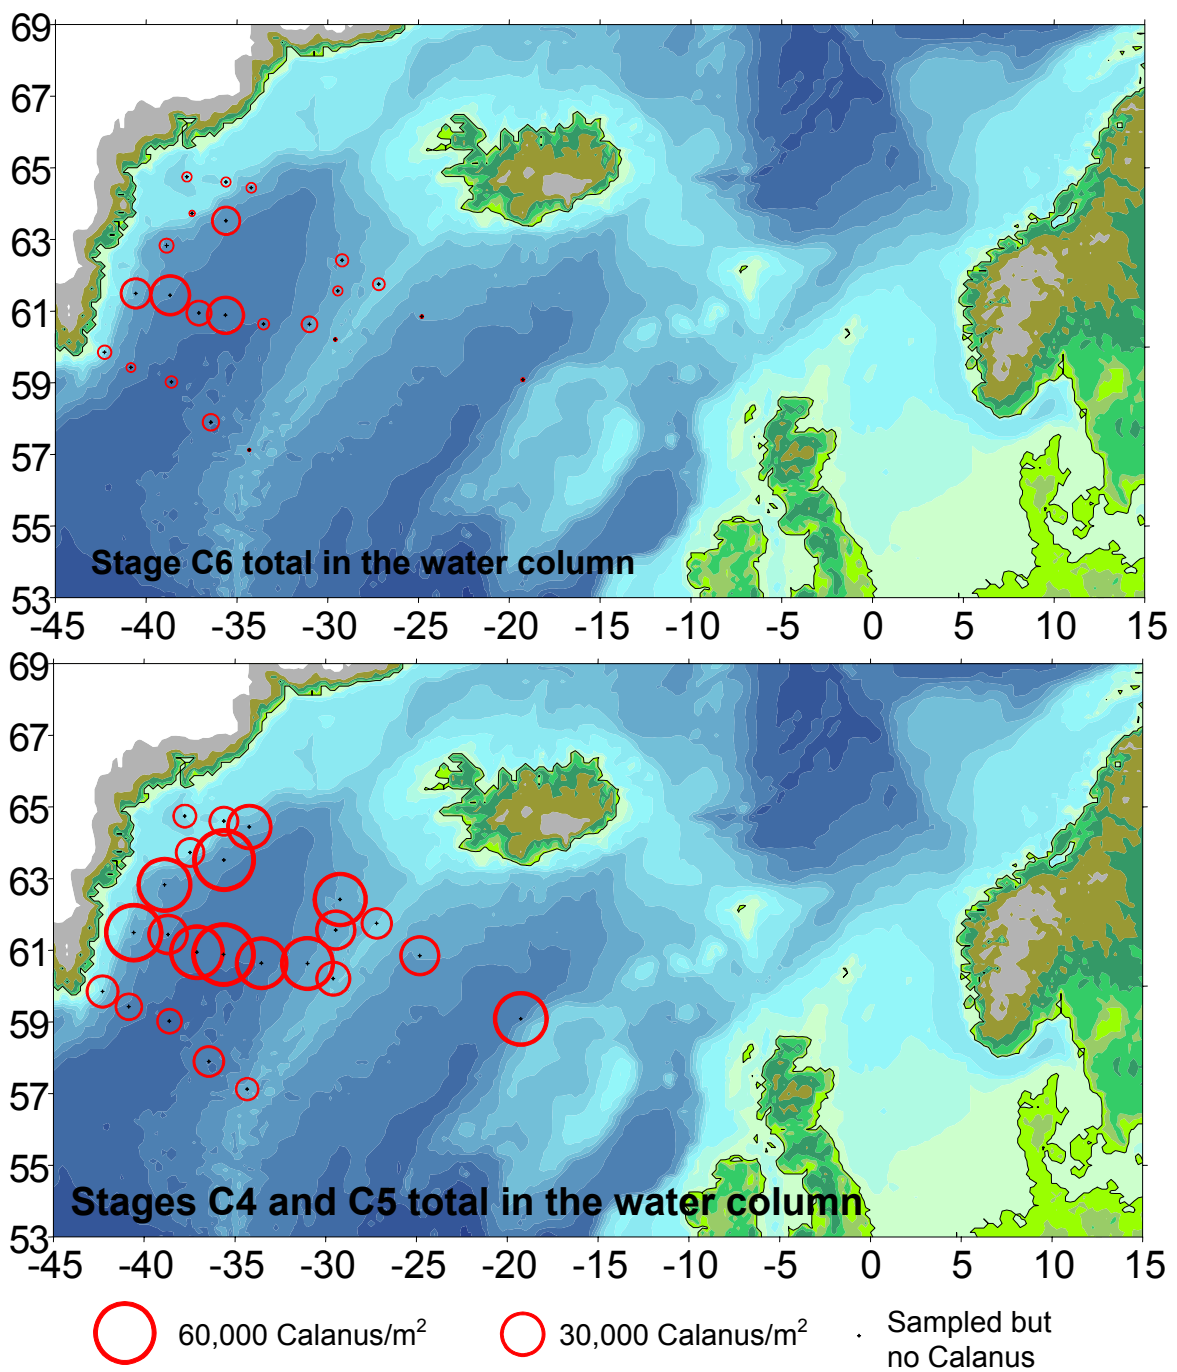 69
67
65
63
61
59
57
55
53
Stage C6 total in the water column
-45 -40 -35 -30 -25 -20 -15 -10 -5 0 5 10 15
69
67
65
63
61
59
57
55
53
Stages C4 and C5 total in the water column
-45 -40 -35 -30 -25 -20 -15 -10 -5 0 5 10 15
60,000 Calanus/m²
30,000 Calanus/m²
Sampled but
no Calanus